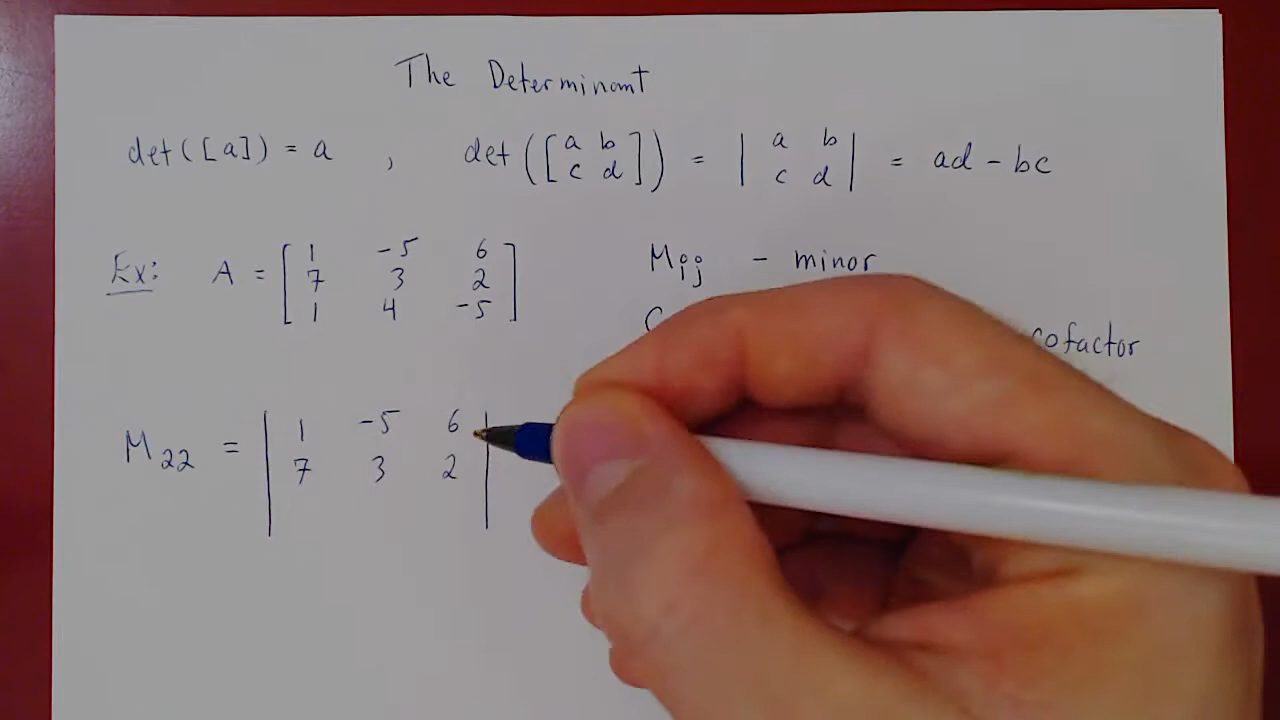 The Determinant
det([a]) = a , det([a b c d]) = | a b c d | = ad - bc
Ex: A = [ 1 -5 6
7 3 2
1 4 -5 ]
Mij - minor
C cofactor
M22 = | 1 -5 6 |
7 3 2